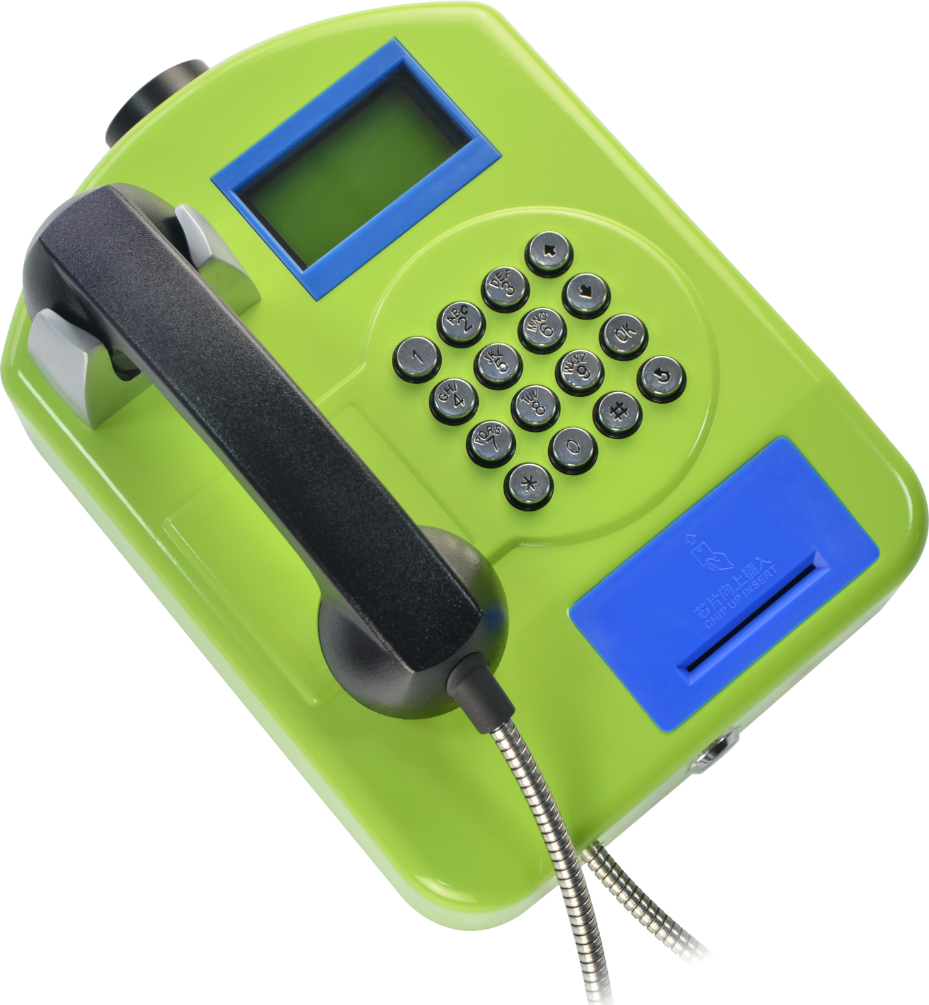 1
ABC
2
DEF
3
GHI
4
JKL
5
MNO
6
OK
PQRS
7
TUV
8
WXYZ
9
*
0
#
芯片向上插入
CHIP UP INSERT